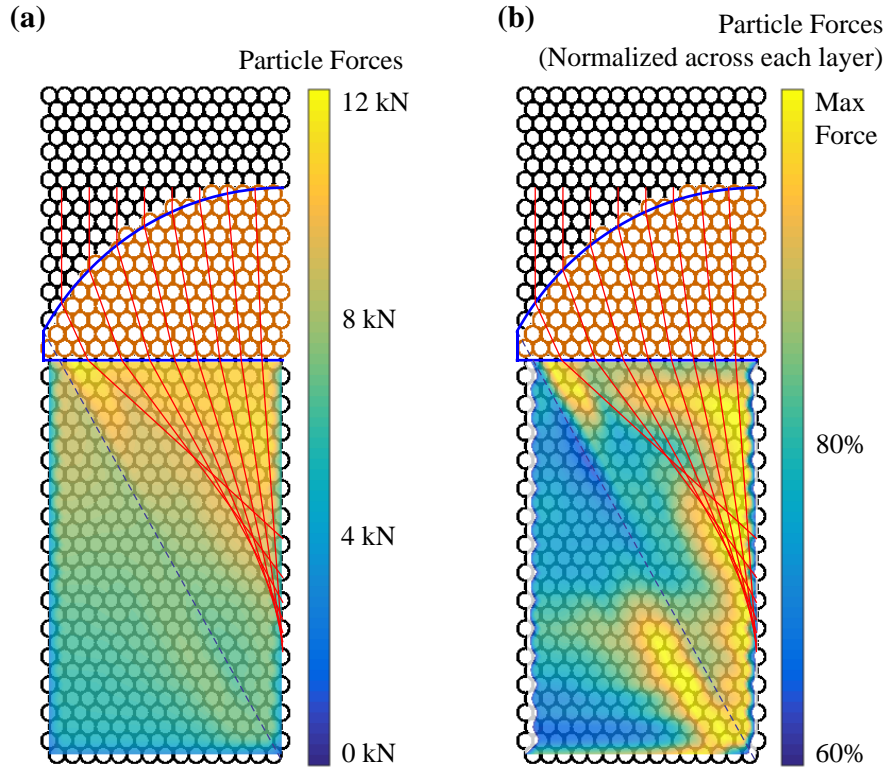 (a)
Particle Forces
12 kN
8 kN
4 kN
0 kN
(b)
Particle Forces
(Normalized across each layer)
Max
Force
80%
60%